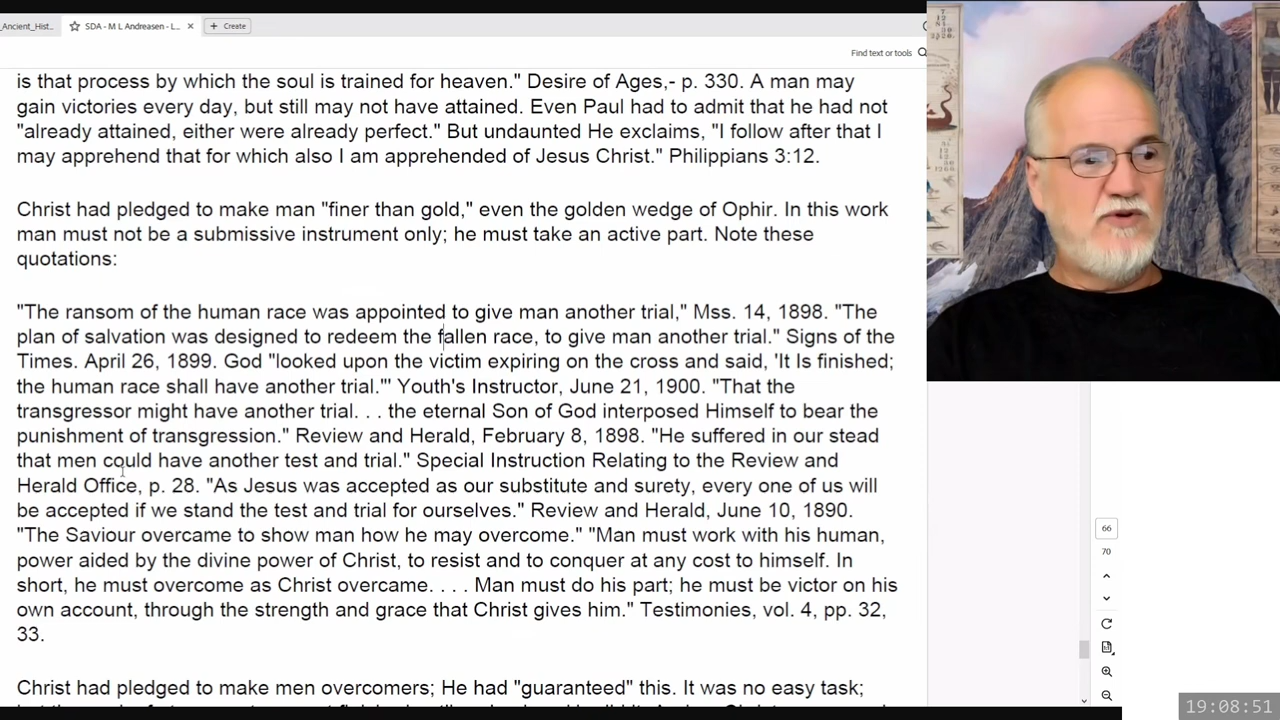 _Ancient_Hist...
SDA - M L Andreasen - L...
Create
Find text or tools
is that process by which the soul is trained for heaven." Desire of Ages,- p. 330. A man may
gain victories every day, but still may not have attained. Even Paul had to admit that he had not
"already attained, either were already perfect." But undaunted He exclaims, "I follow after that I
may apprehend that for which also I am apprehended of Jesus Christ." Philippians 3:12.
Christ had pledged to make man "finer than gold," even the golden wedge of Ophir. In this work
man must not be a submissive instrument only; he must take an active part. Note these
quotations:
"The ransom of the human race was appointed to give man another trial," Mss. 14, 1898. "The
plan of salvation was designed to redeem the fallen race, to give man another trial." Signs of the
Times. April 26, 1899. God "looked upon the victim expiring on the cross and said, 'It Is finished;
the human race shall have another trial."' Youth's Instructor, June 21, 1900. "That the
transgressor might have another trial. . . the eternal Son of God interposed Himself to bear the
punishment of transgression." Review and Herald, February 8, 1898. "He suffered in our stead
that men could have another test and trial." Special Instruction Relating to the Review and
Herald Office, p. 28. "As Jesus was accepted as our substitute and surety, every one of us will
be accepted if we stand the test and trial for ourselves." Review and Herald, June 10, 1890.
"The Saviour overcame to show man how he may overcome." "Man must work with his human,
power aided by the divine power of Christ, to resist and to conquer at any cost to himself. In
short, he must overcome as Christ overcame. . . . Man must do his part; he must be victor on his
own account, through the strength and grace that Christ gives him." Testimonies, vol. 4, pp. 32,
33.
Christ had pledged to make men overcomers; He had "guaranteed" this. It was no easy task;
66
70
19:08:51